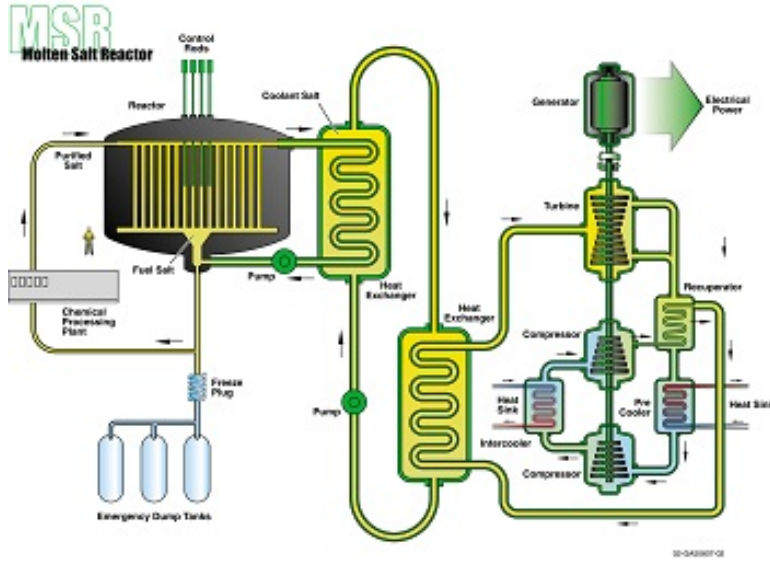 MSR
Molten Salt Reactor
Control
Rods
Reactor
Coolant Salt
Purified
Salt
Fuel Salt
Pump
Chemical
Processing
Plant
Freeze
Plug
Emergency Dump Tanks
Heat
Exchanger
Pump
Heat
Exchanger
Generator
Electrical
Power
Turbine
Recuperator
Compressor
Heat
Sink
Intercooler
Pre
Cooler
Heat Sink
Compressor